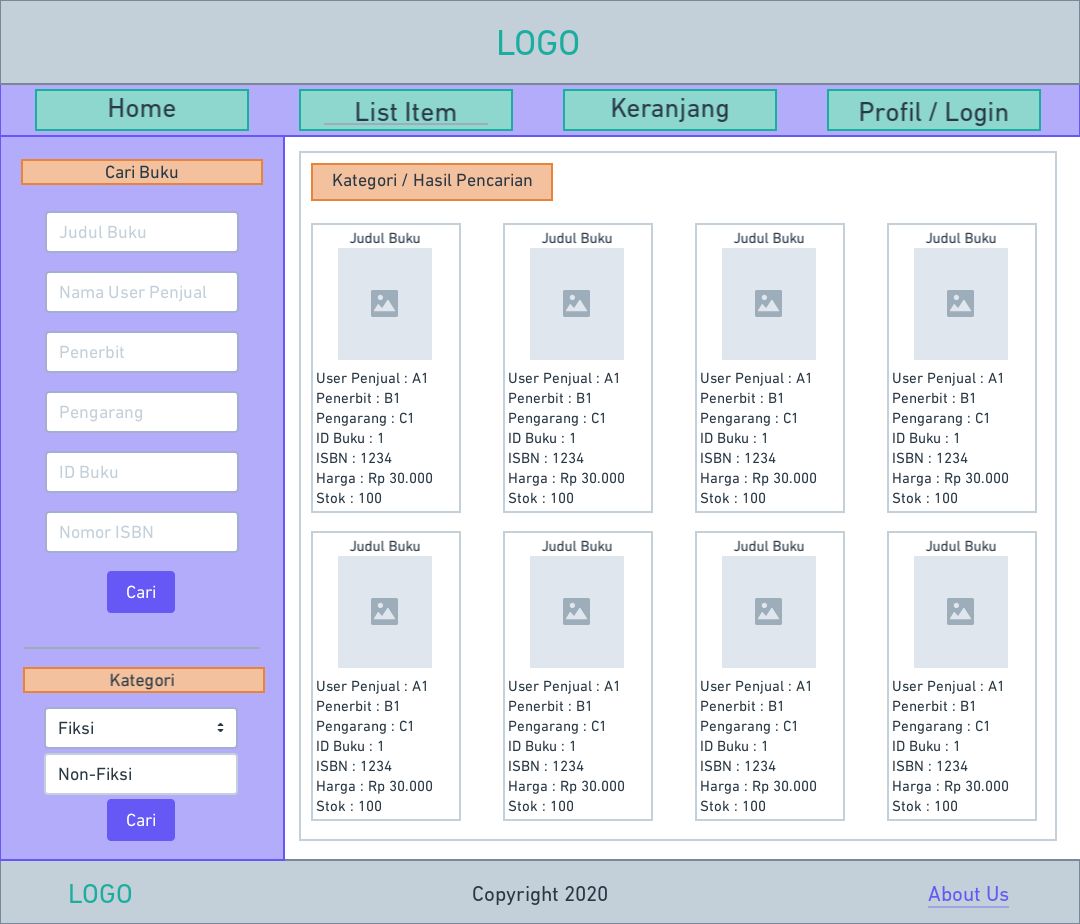 LOGO
Home
List Item
Keranjang
Profil / Login
Cari Buku
Judul Buku
Nama User Penjual
Penerbit
Pengarang
ID Buku
Nomor ISBN
Cari
Kategori
Fiksi
Non-Fiksi
Cari
Kategori / Hasil Pencarian
Judul Buku
User Penjual : A1
Penerbit : B1
Pengarang : C1
ID Buku : 1
ISBN : 1234
Harga : Rp 30.000
Stok : 100
Judul Buku
User Penjual : A1
Penerbit : B1
Pengarang : C1
ID Buku : 1
ISBN : 1234
Harga : Rp 30.000
Stok : 100
Judul Buku
User Penjual : A1
Penerbit : B1
Pengarang : C1
ID Buku : 1
ISBN : 1234
Harga : Rp 30.000
Stok : 100
Judul Buku
User Penjual : A1
Penerbit : B1
Pengarang : C1
ID Buku : 1
ISBN : 1234
Harga : Rp 30.000
Stok : 100
Judul Buku
User Penjual : A1
Penerbit : B1
Pengarang : C1
ID Buku : 1
ISBN : 1234
Harga : Rp 30.000
Stok : 100
Judul Buku
User Penjual : A1
Penerbit : B1
Pengarang : C1
ID Buku : 1
ISBN : 1234
Harga : Rp 30.000
Stok : 100
Judul Buku
User Penjual : A1
Penerbit : B1
Pengarang : C1
ID Buku : 1
ISBN : 1234
Harga : Rp 30.000
Stok : 100
Judul Buku
User Penjual : A1
Penerbit : B1
Pengarang : C1
ID Buku : 1
ISBN : 1234
Harga : Rp 30.000
Stok : 100
LOGO
Copyright 2020
About Us